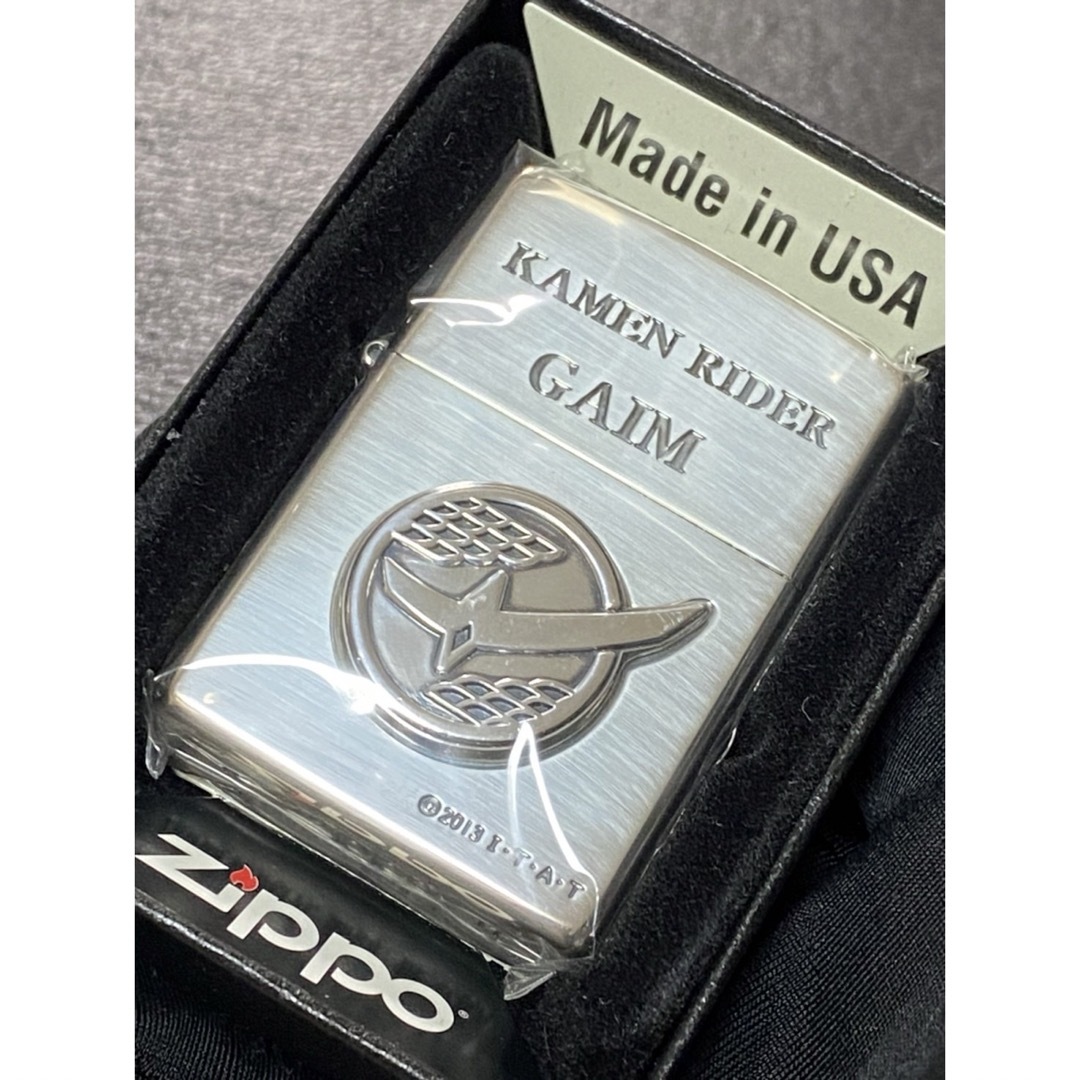 Made in USA
KAMEN RIDER
GAIM
©2013 I・T・A・T
Zippo®